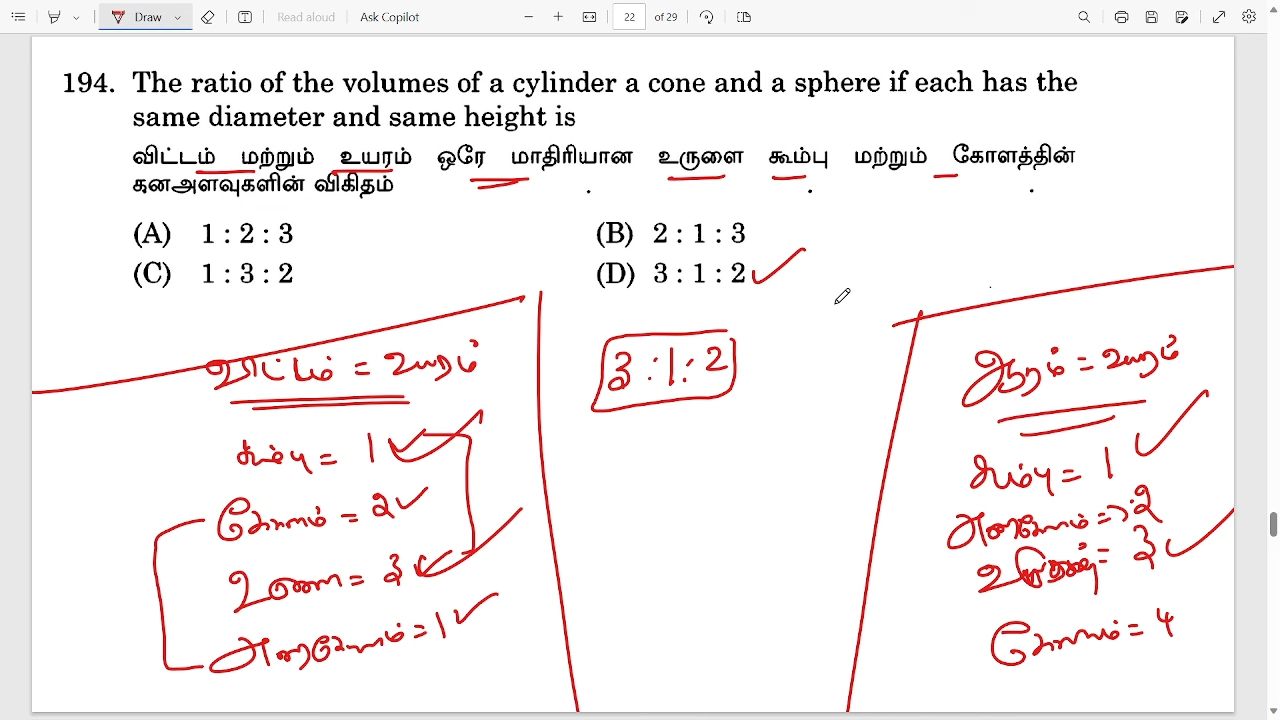 Draw
Read aloud
Ask Copilot
22 of 29
194. The ratio of the volumes of a cylinder a cone and a sphere if each has the
same diameter and same height is
விட்டம் மற்றும் உயரம் ஒரே மாதிரியான உருளை கூம்பு மற்றும் கோளத்தின்
கனஅளவுகளின் விகிதம்
(A) 1 : 2 : 3
(B) 2 : 1 : 3
(C) 1 : 3 : 2
(D) 3 : 1 : 2
விட்டம் = உயரம்
கூம்பு = 1
கோளம் = 2
உருளை = 3
அரைகோளம் = 1
3 : 1 : 2
ஆரம் = உயரம்
கூம்பு = 1
அரைகோளம் = 2
= 3
கோளம் = 4